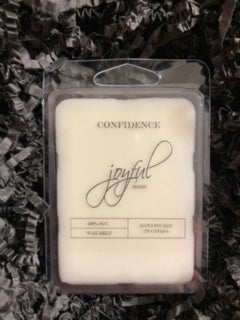 CONFIDENCE
joyful
100% SOY
WAX MELT
HAND POURED
IN CANADA